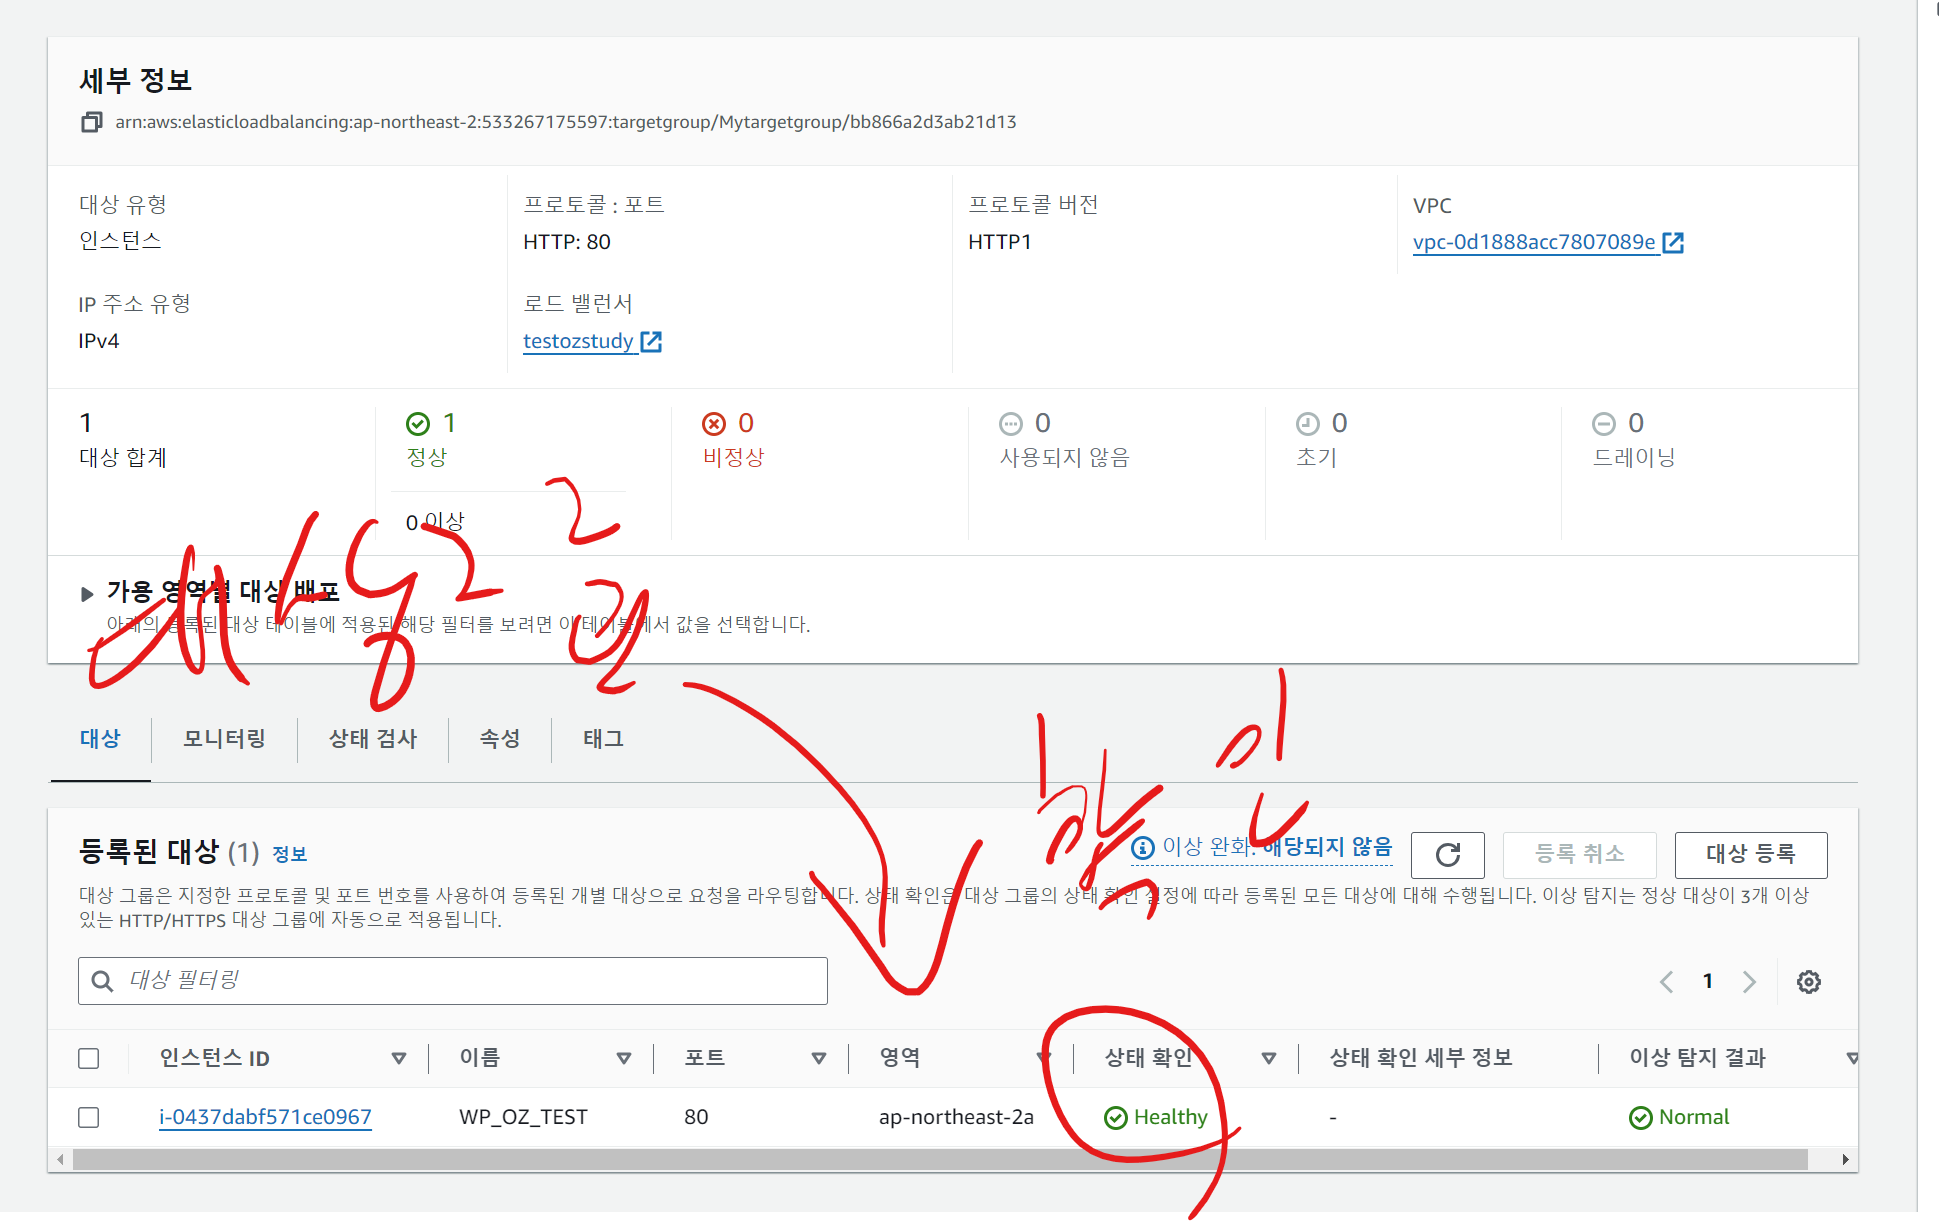 세부 정보
arn:aws:elasticloadbalancing:ap-northeast-2:533267175597:targetgroup/Mytargetgroup/bb866a2d3ab21d13
대상 유형
인스턴스
프로토콜 : 포트
HTTP: 80
프로토콜 버전
HTTP1
VPC
vpc-0d1888acc7807089e
IP 주소 유형
IPv4
로드 밸런서
testozstudy
1
대상 합계
1
정상
0 이상
0
비정상
0
사용되지 않음
0
초기
0
드레이닝
대상그룹
가용 영역별 대상 배포
아래의 등록된 대상 테이블에 적용된 해당 필터를 보려면 이 테이블에서 값을 선택합니다.
대상 모니터링 상태 검사 속성 태그
확인
등록된 대상 (1) 정보
이상 완화: 해당되지 않음
등록 취소
대상 등록
대상 그룹은 지정한 프로토콜 및 포트 번호를 사용하여 등록된 개별 대상으로 요청을 라우팅합니다. 상태 확인은 대상 그룹의 상태 확인 설정에 따라 등록된 모든 대상에 대해 수행됩니다. 이상 탐지는 정상 대상이 3개 이상
있는 HTTP/HTTPS 대상 그룹에 자동으로 적용됩니다.
대상 필터링
1
인스턴스 ID 이름 포트 영역 상태 확인 상태 확인 세부 정보 이상 탐지 결과
i-0437dabf571ce0967 WP_OZ_TEST 80 ap-northeast-2a Healthy - Normal